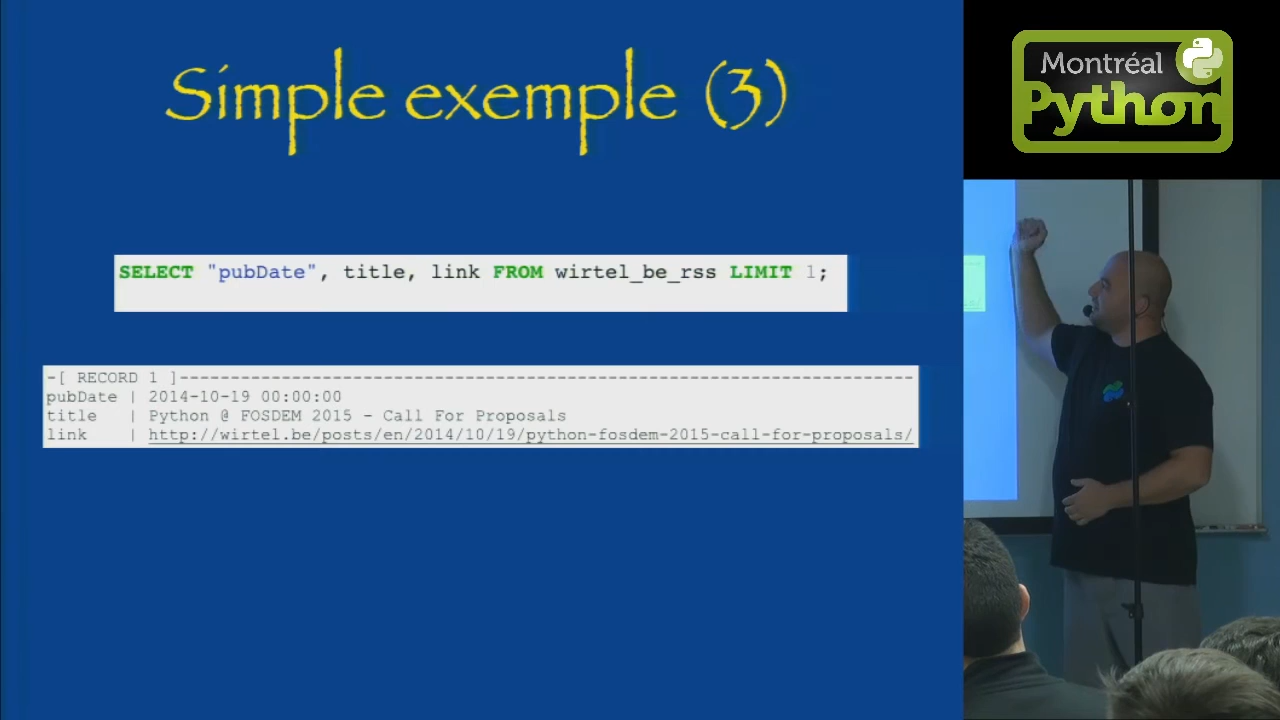 Simple exemple (3)
SELECT "pubDate", title, link FROM wirtel_be_rss LIMIT 1;
-[ RECORD 1 ]-------------------------------------------------------------------------
pubDate | 2014-10-19 00:00:00
title | Python @ FOSDEM 2015 - Call For Proposals
link | http://wirtel.be/posts/en/2014/10/19/python-fosdem-2015-call-for-proposals/
Montréal
Python